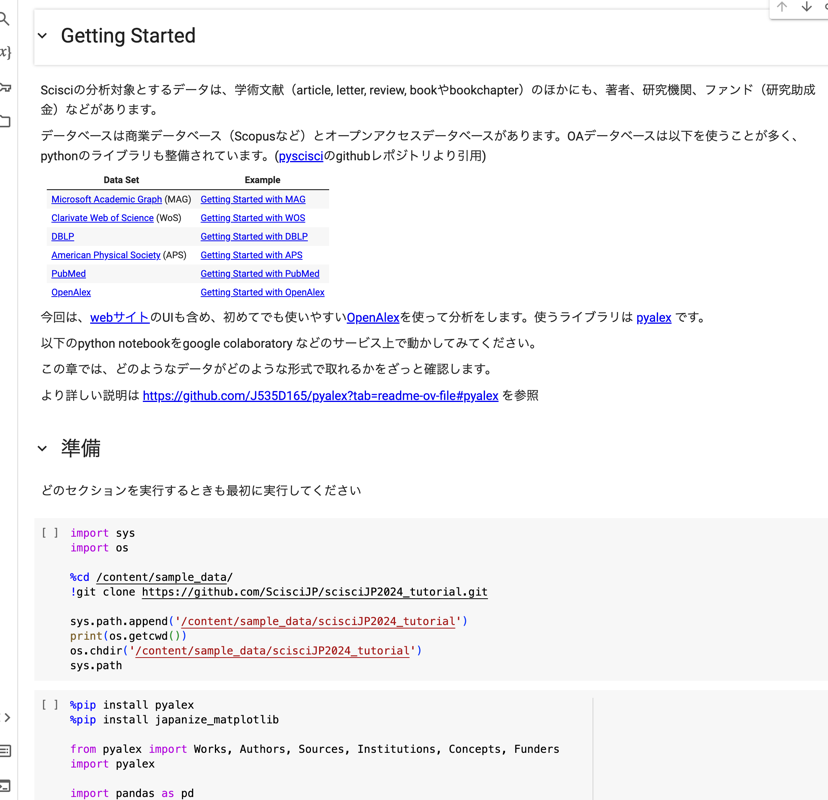 Getting Started
Scisciの分析対象とするデータは、学術文献（article, letter, review, bookやbookchapter）のほかにも、著者、研究機関、ファンド（研究助成
金）などがあります。
データベースは商業データベース（Scopusなど）とオープンアクセスデータベースがあります。OAデータベースは以下を使うことが多く、
pythonのライブラリも整備されています。(pyscisciのgithubレポジトリより引用)
Data Set Example
Microsoft Academic Graph (MAG) Getting Started with MAG
Clarivate Web of Science (WoS) Getting Started with WOS
DBLP Getting Started with DBLP
American Physical Society (APS) Getting Started with APS
PubMed Getting Started with PubMed
OpenAlex Getting Started with OpenAlex
今回は、webサイトのUIも含め、初めてでも使いやすいOpenAlexを使って分析をします。使うライブラリは pyalex です。
以下のpython notebookをgoogle colaboratory などのサービス上で動かしてみてください。
この章では、どのようなデータがどのような形式で取れるかをざっと確認します。
より詳しい説明は https://github.com/J535D165/pyalex?tab=readme-ov-file#pyalex を参照
準備
どのセクションを実行するときも最初に実行してください
[ ] import sys
import os
%cd /content/sample_data/
!git clone https://github.com/ScisciJP/scisciJP2024_tutorial.git
sys.path.append('/content/sample_data/scisciJP2024_tutorial')
print(os.getcwd())
os.chdir('/content/sample_data/scisciJP2024_tutorial')
sys.path
[ ] %pip install pyalex
%pip install japanize_matplotlib
from pyalex import Works, Authors, Sources, Institutions, Concepts, Funders
import pyalex
import pandas as pd